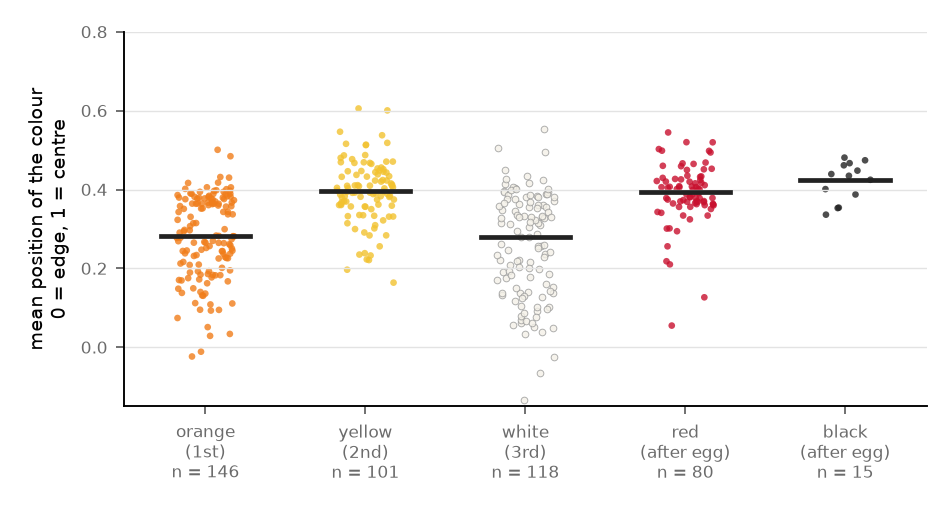 mean position of the colour
0 = edge, 1 = centre
0.8
0.6
0.4
0.2
0.0
orange
(1st)
n = 146
yellow
(2nd)
n = 101
white
(3rd)
n = 118
red
(after egg)
n = 80
black
(after egg)
n = 15